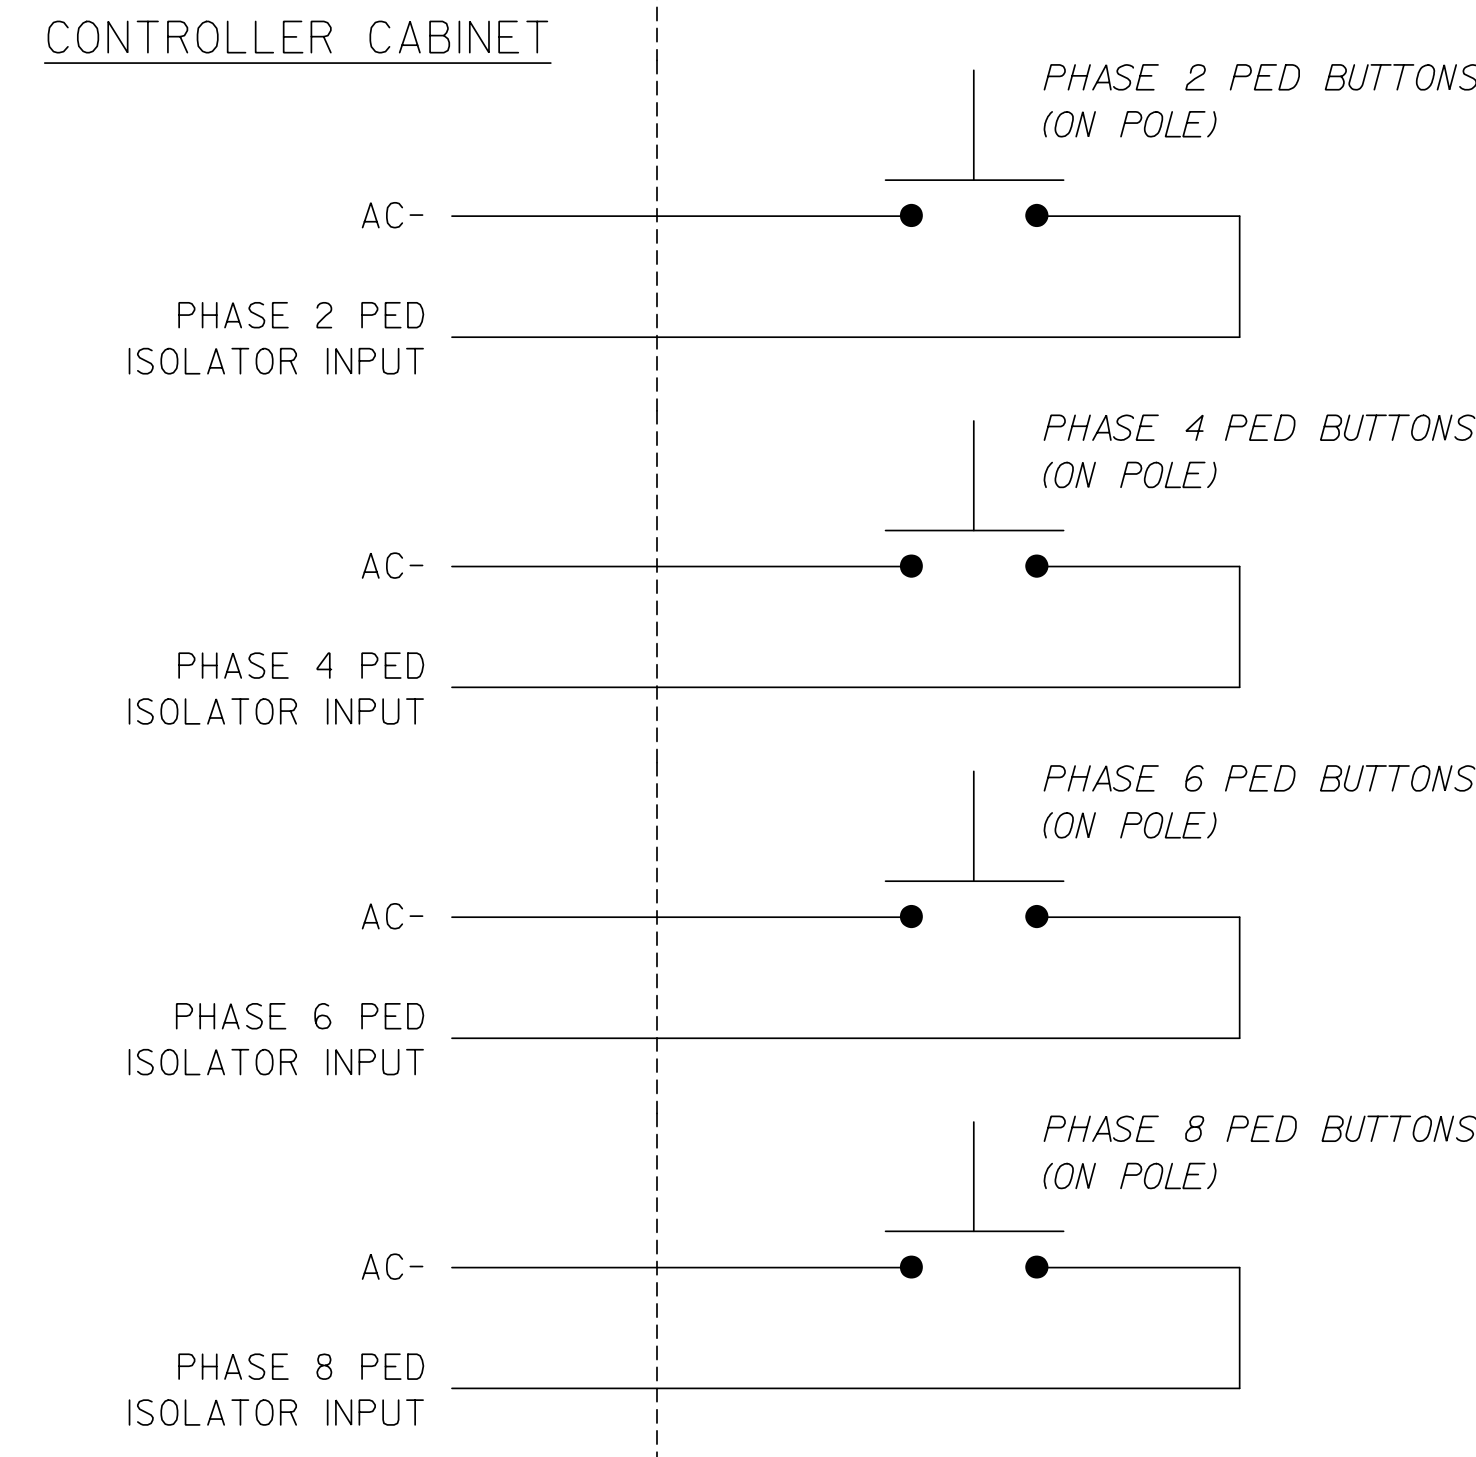 CONTROLLER CABINET
PHASE 2 PED BUTTONS
(ON POLE)
AC-
PHASE 2 PED
ISOLATOR INPUT
PHASE 4 PED BUTTONS
(ON POLE)
AC-
PHASE 4 PED
ISOLATOR INPUT
PHASE 6 PED BUTTONS
(ON POLE)
AC-
PHASE 6 PED
ISOLATOR INPUT
PHASE 8 PED BUTTONS
(ON POLE)
AC-
PHASE 8 PED
ISOLATOR INPUT